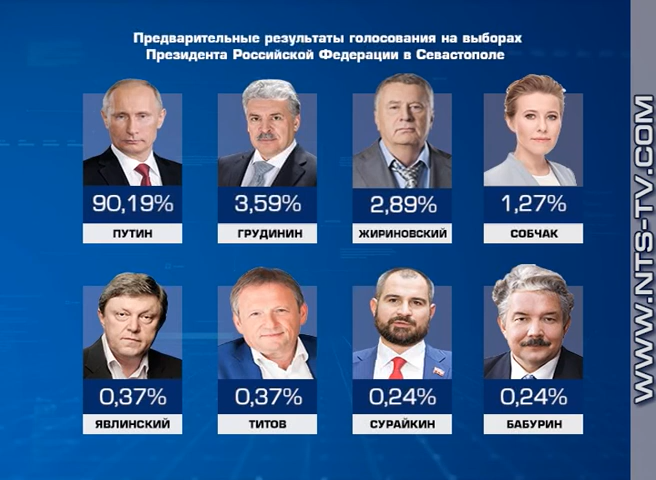 Предварительные результаты голосования на выборах
Президента Российской Федерации в Севастополе
90,19% 3,59% 2,89% 1,27%
ПУТИН ГРУДИНИН ЖИРИНОВСКИЙ СОБЧАК
0,37% 0,37% 0,24% 0,24%
ЯВЛИНСКИЙ ТИТОВ СУРАЙКИН БАБУРИН
WWW.NTS-TV.COM